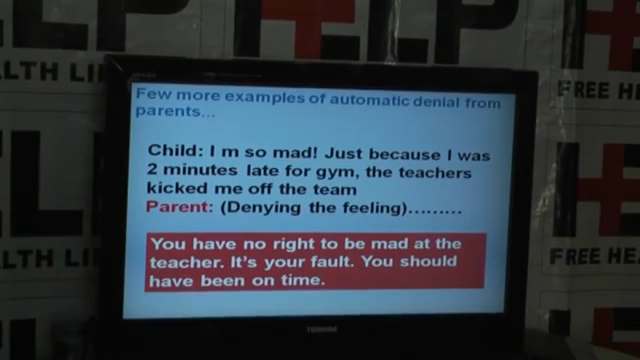 HELP
LTH LI
FREE HE
Few more examples of automatic denial from
parents...
Child: I m so mad! Just because I was
2 minutes late for gym, the teachers
kicked me off the team
Parent: (Denying the feeling).........
You have no right to be mad at the
teacher. It's your fault. You should
have been on time.
ELP
LTH LI
FREE HEA
TOSHIBA